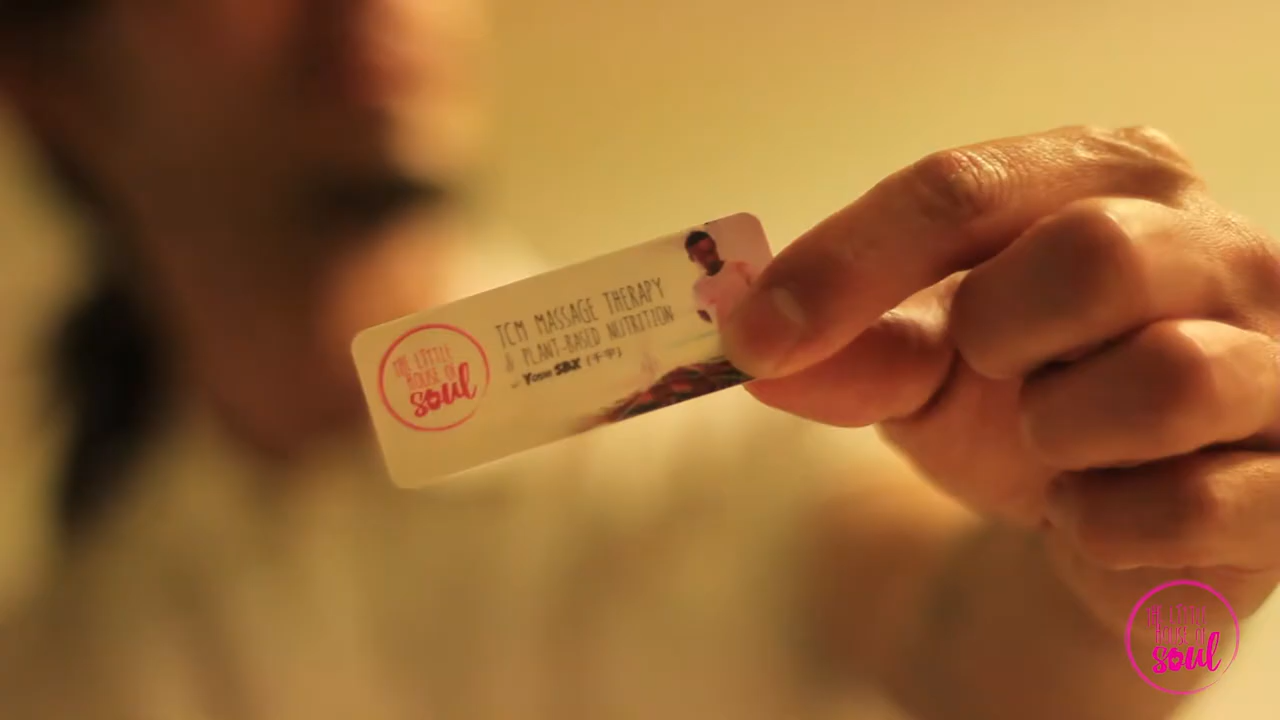 THE LITTLE
HOUSE OF
soul
TCM MASSAGE THERAPY
& PLANT-BASED NUTRITION
THE LITTLE
HOUSE OF
soul